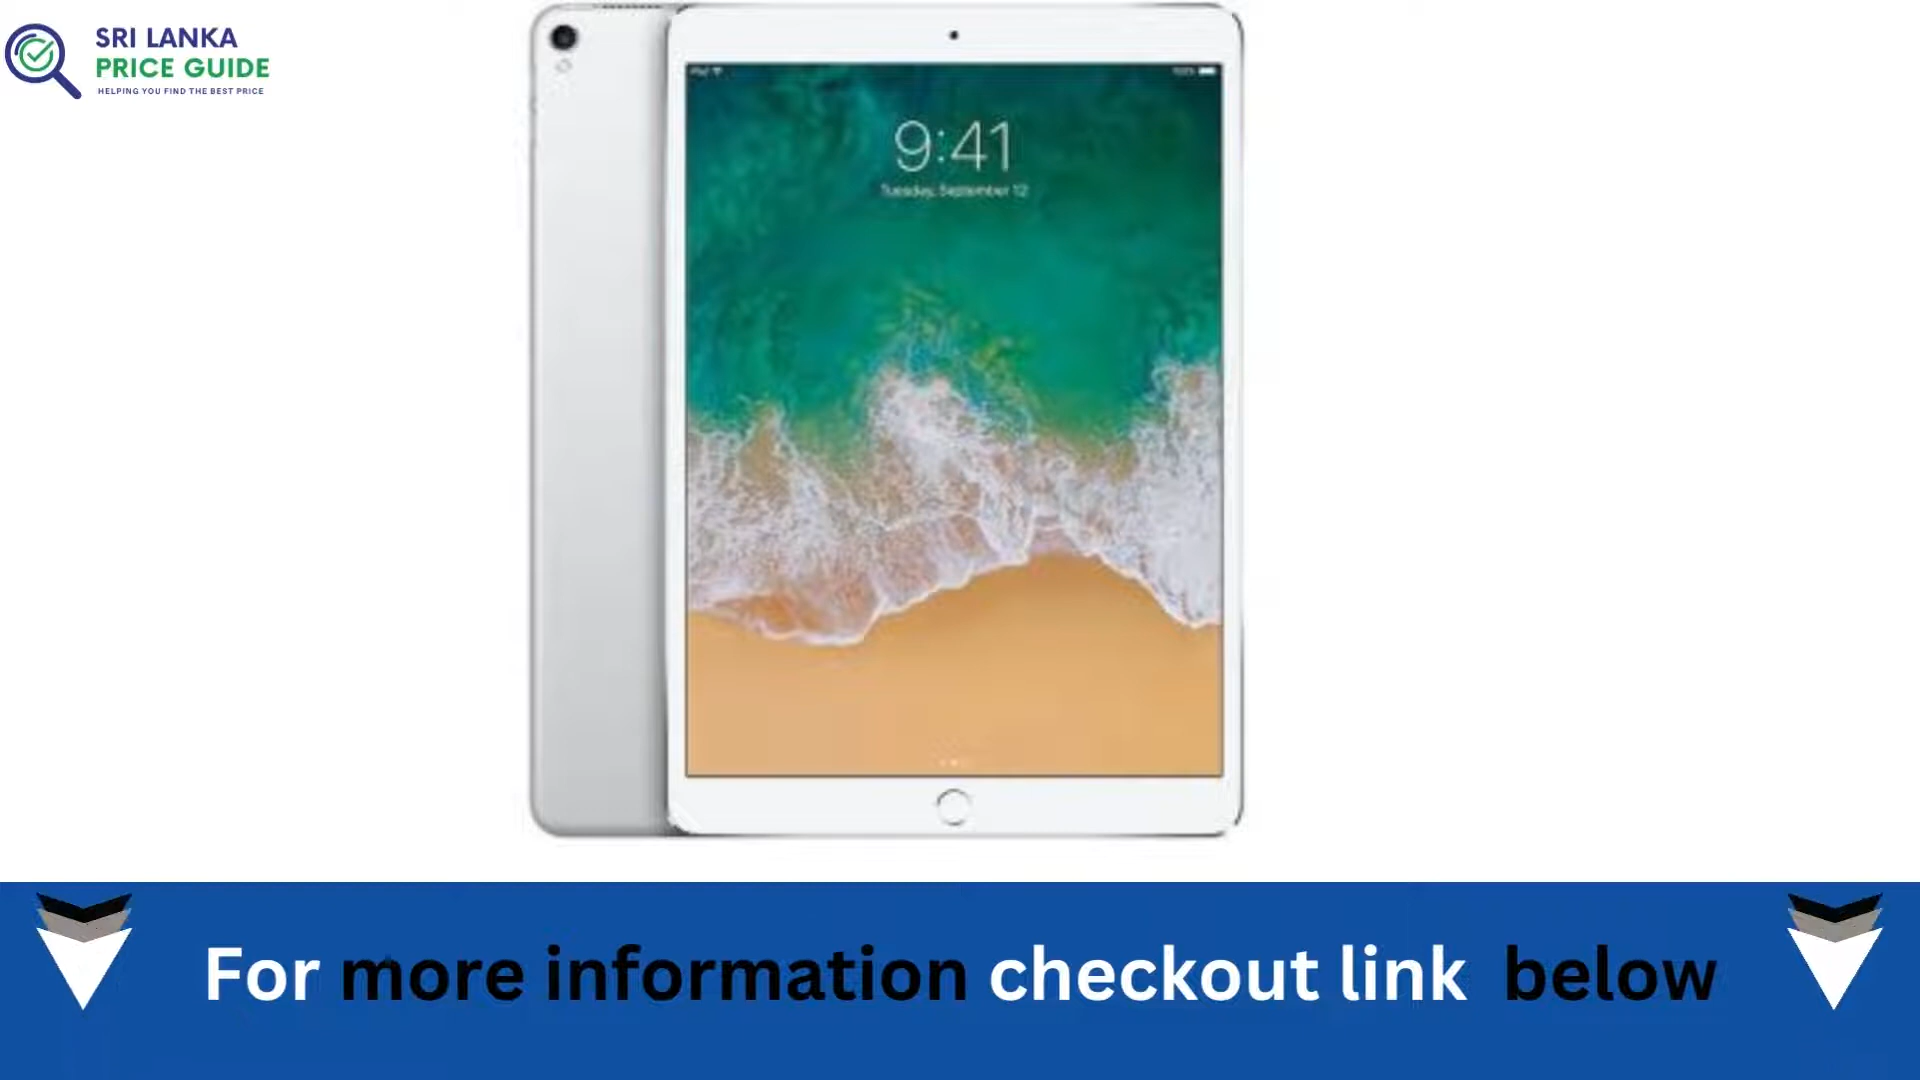 SRI LANKA
PRICE GUIDE
HELPING YOU FIND THE BEST PRICE
9:41
Tuesday, September 12
For more information checkout link below